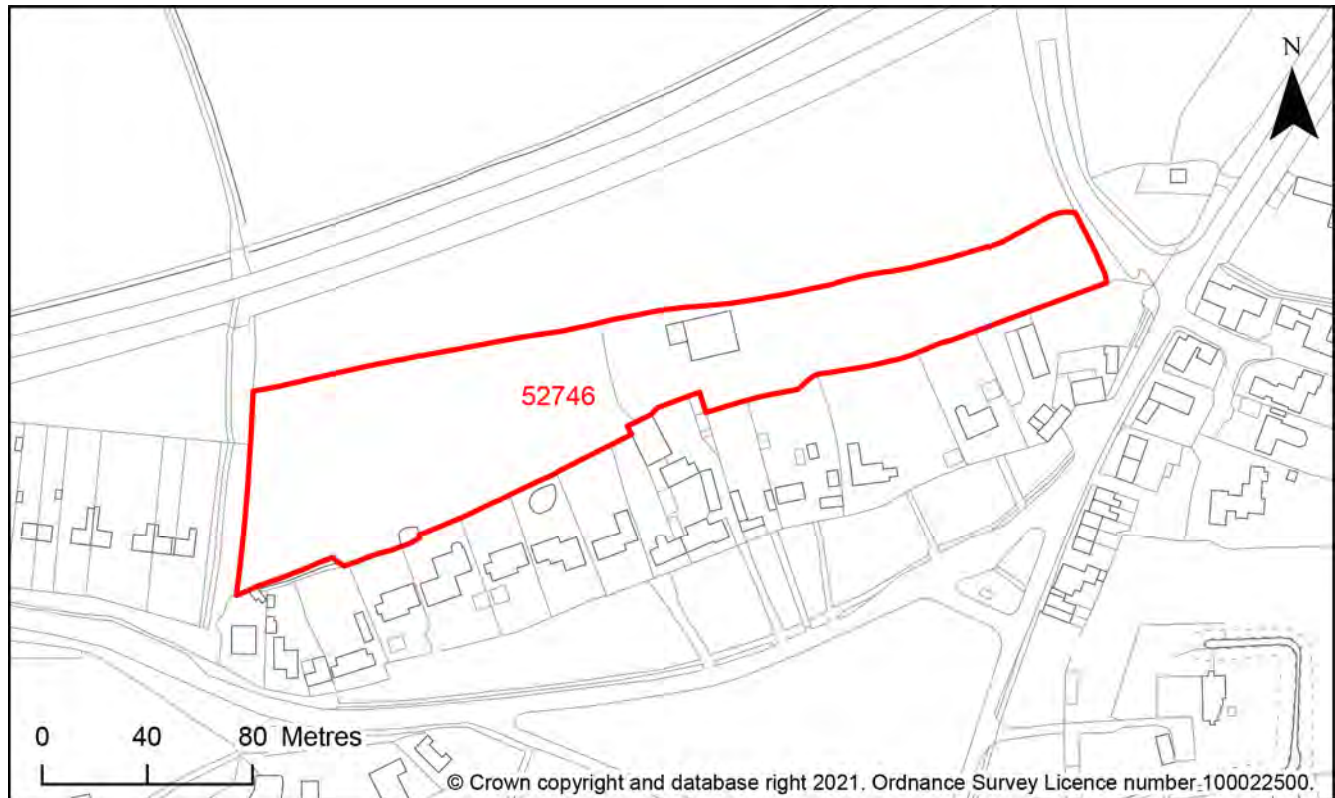 N
52746
0 40 80 Metres
© Crown copyright and database right 2021. Ordnance Survey Licence number 100022500.